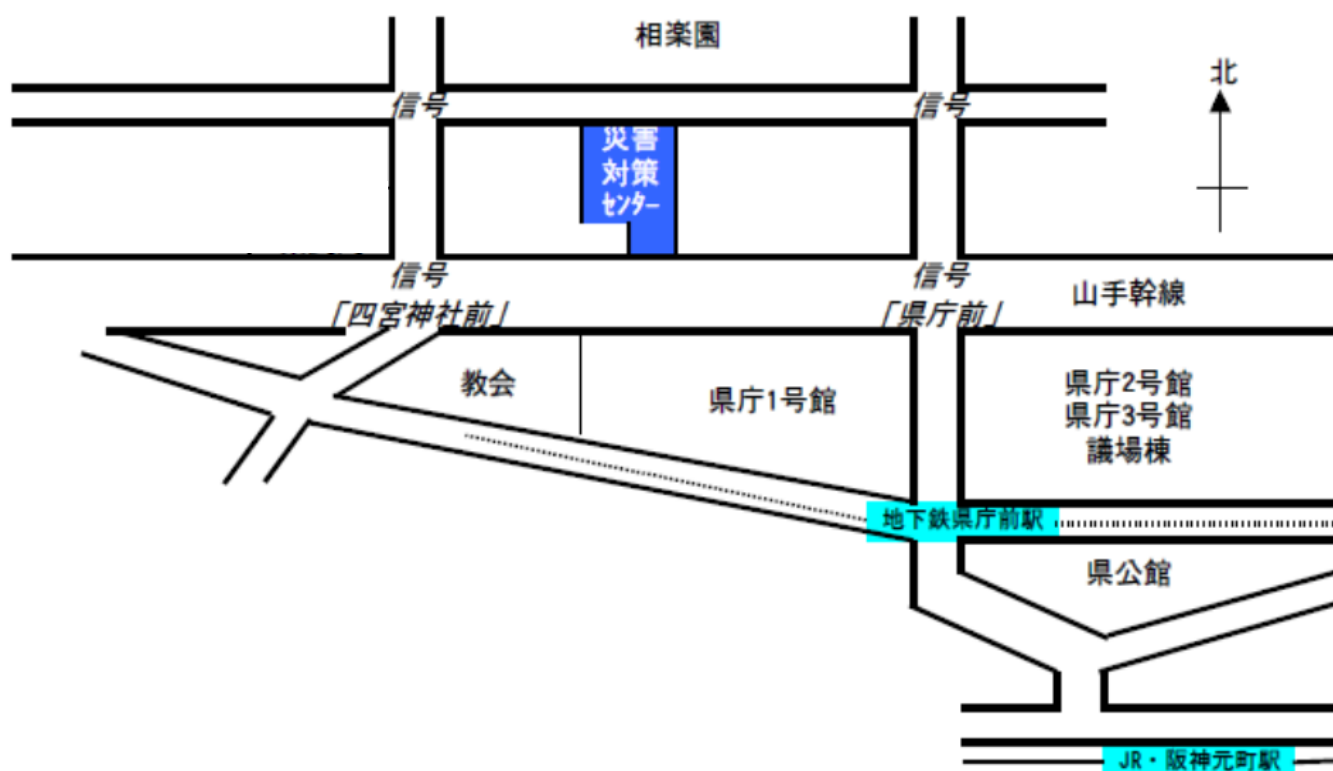 相楽園
北
信号
信号
災害
対策
センター
信号
信号
山手幹線
「四宮神社前」
「県庁前」
教会
県庁1号館
県庁2号館
県庁3号館
議場棟
地下鉄県庁前駅
県公館
JR・阪神元町駅